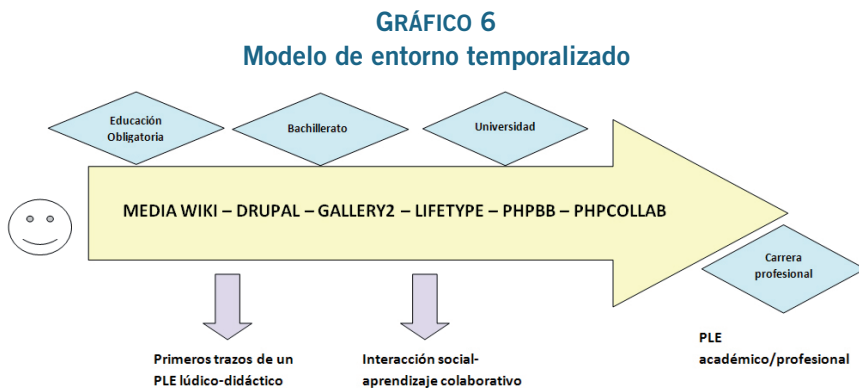 GRÁFICO 6
Modelo de entorno temporalizado
Educación
Obligatoria
Bachillerato
Universidad
MEDIA WIKI – DRUPAL – GALLERY2 – LIFETYPE – PHPBB – PHPCOLLAB
Carrera
profesional
Primeros trazos de un
PLE lúdico-didáctico
Interacción social-
aprendizaje colaborativo
PLE
académico/profesional